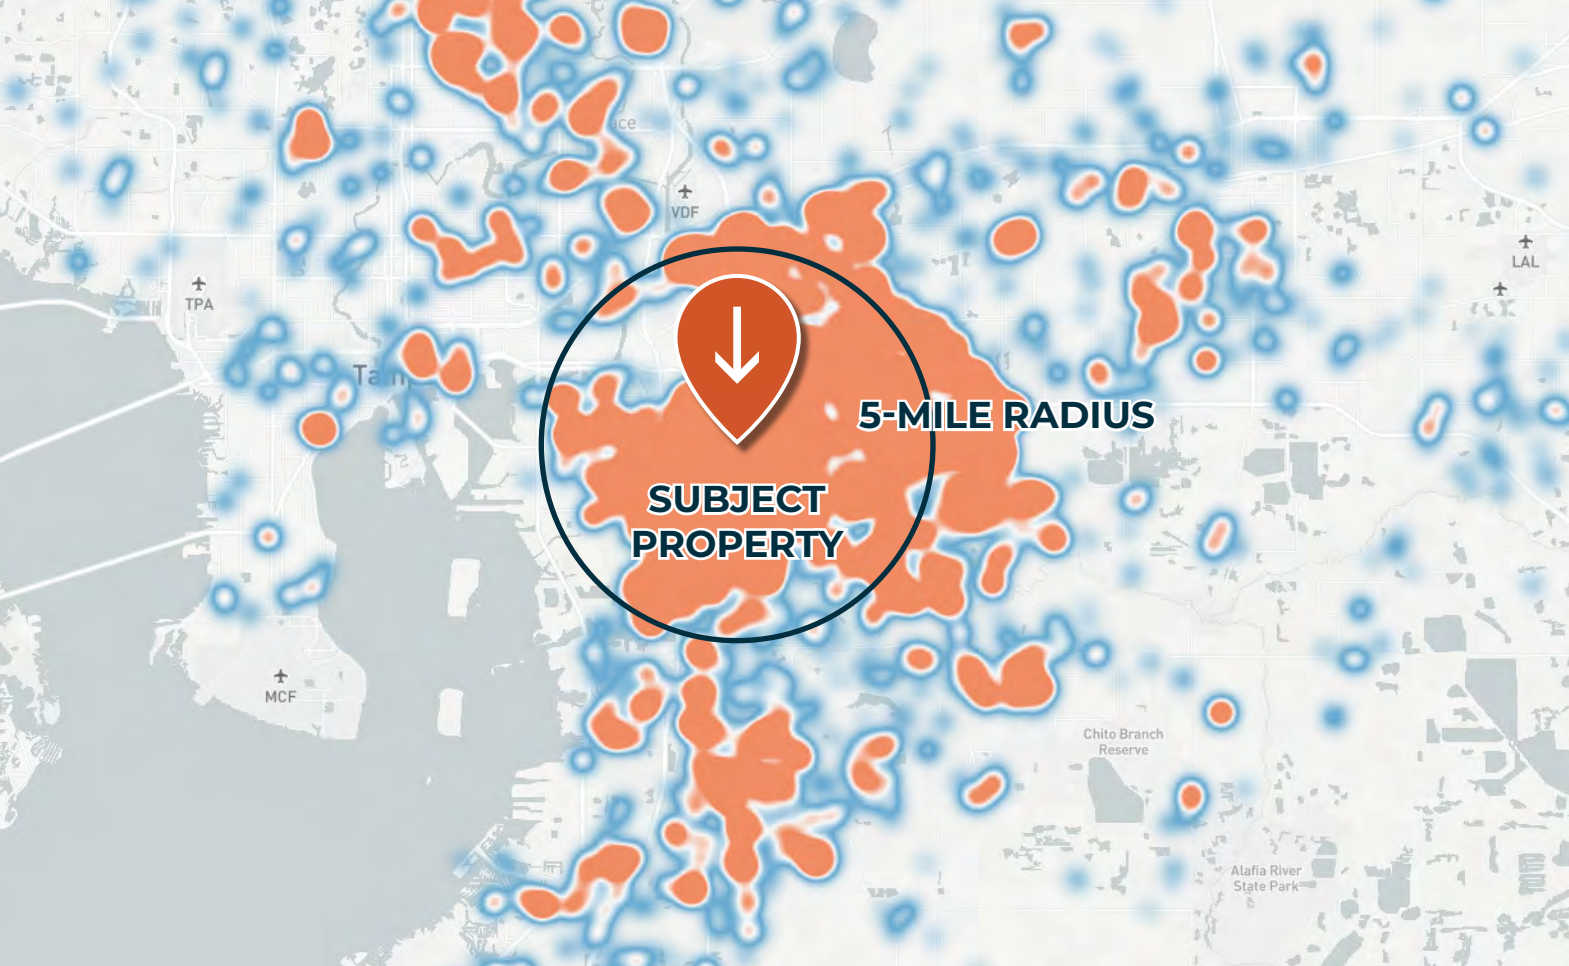 VDF
LAL
TPA
5-MILE RADIUS
SUBJECT
PROPERTY
MCF
Chito Branch
Reserve
Alafia River
State Park